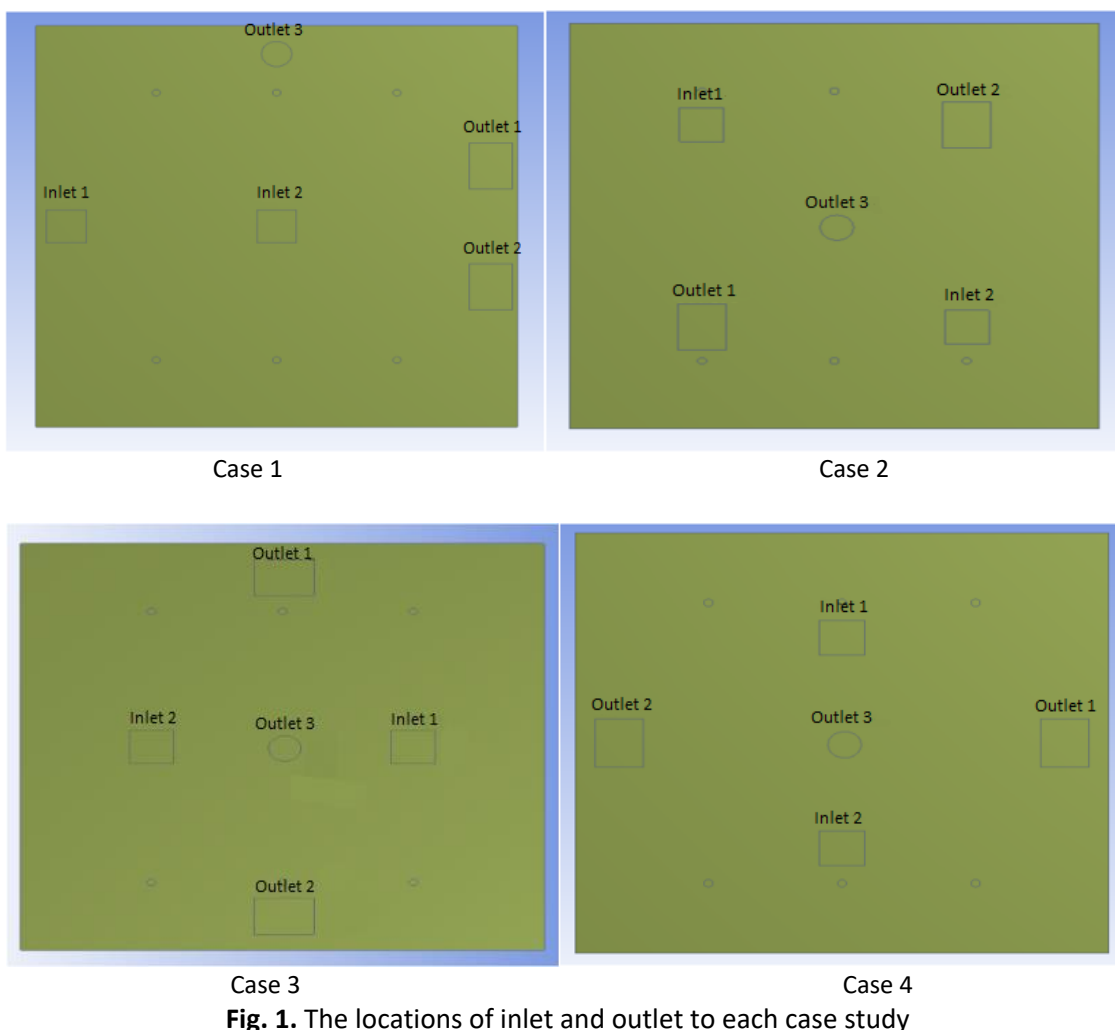 Outlet 3
Outlet 1
Inlet 1
Inlet 2
Outlet 2
Case 1
Inlet1
Outlet 2
Outlet 3
Outlet 1
Inlet 2
Case 2
Outlet 1
Inlet 2
Outlet 3
Inlet 1
Outlet 2
Case 3
Inlet 1
Outlet 2
Outlet 3
Outlet 1
Inlet 2
Case 4
Fig. 1. The locations of inlet and outlet to each case study